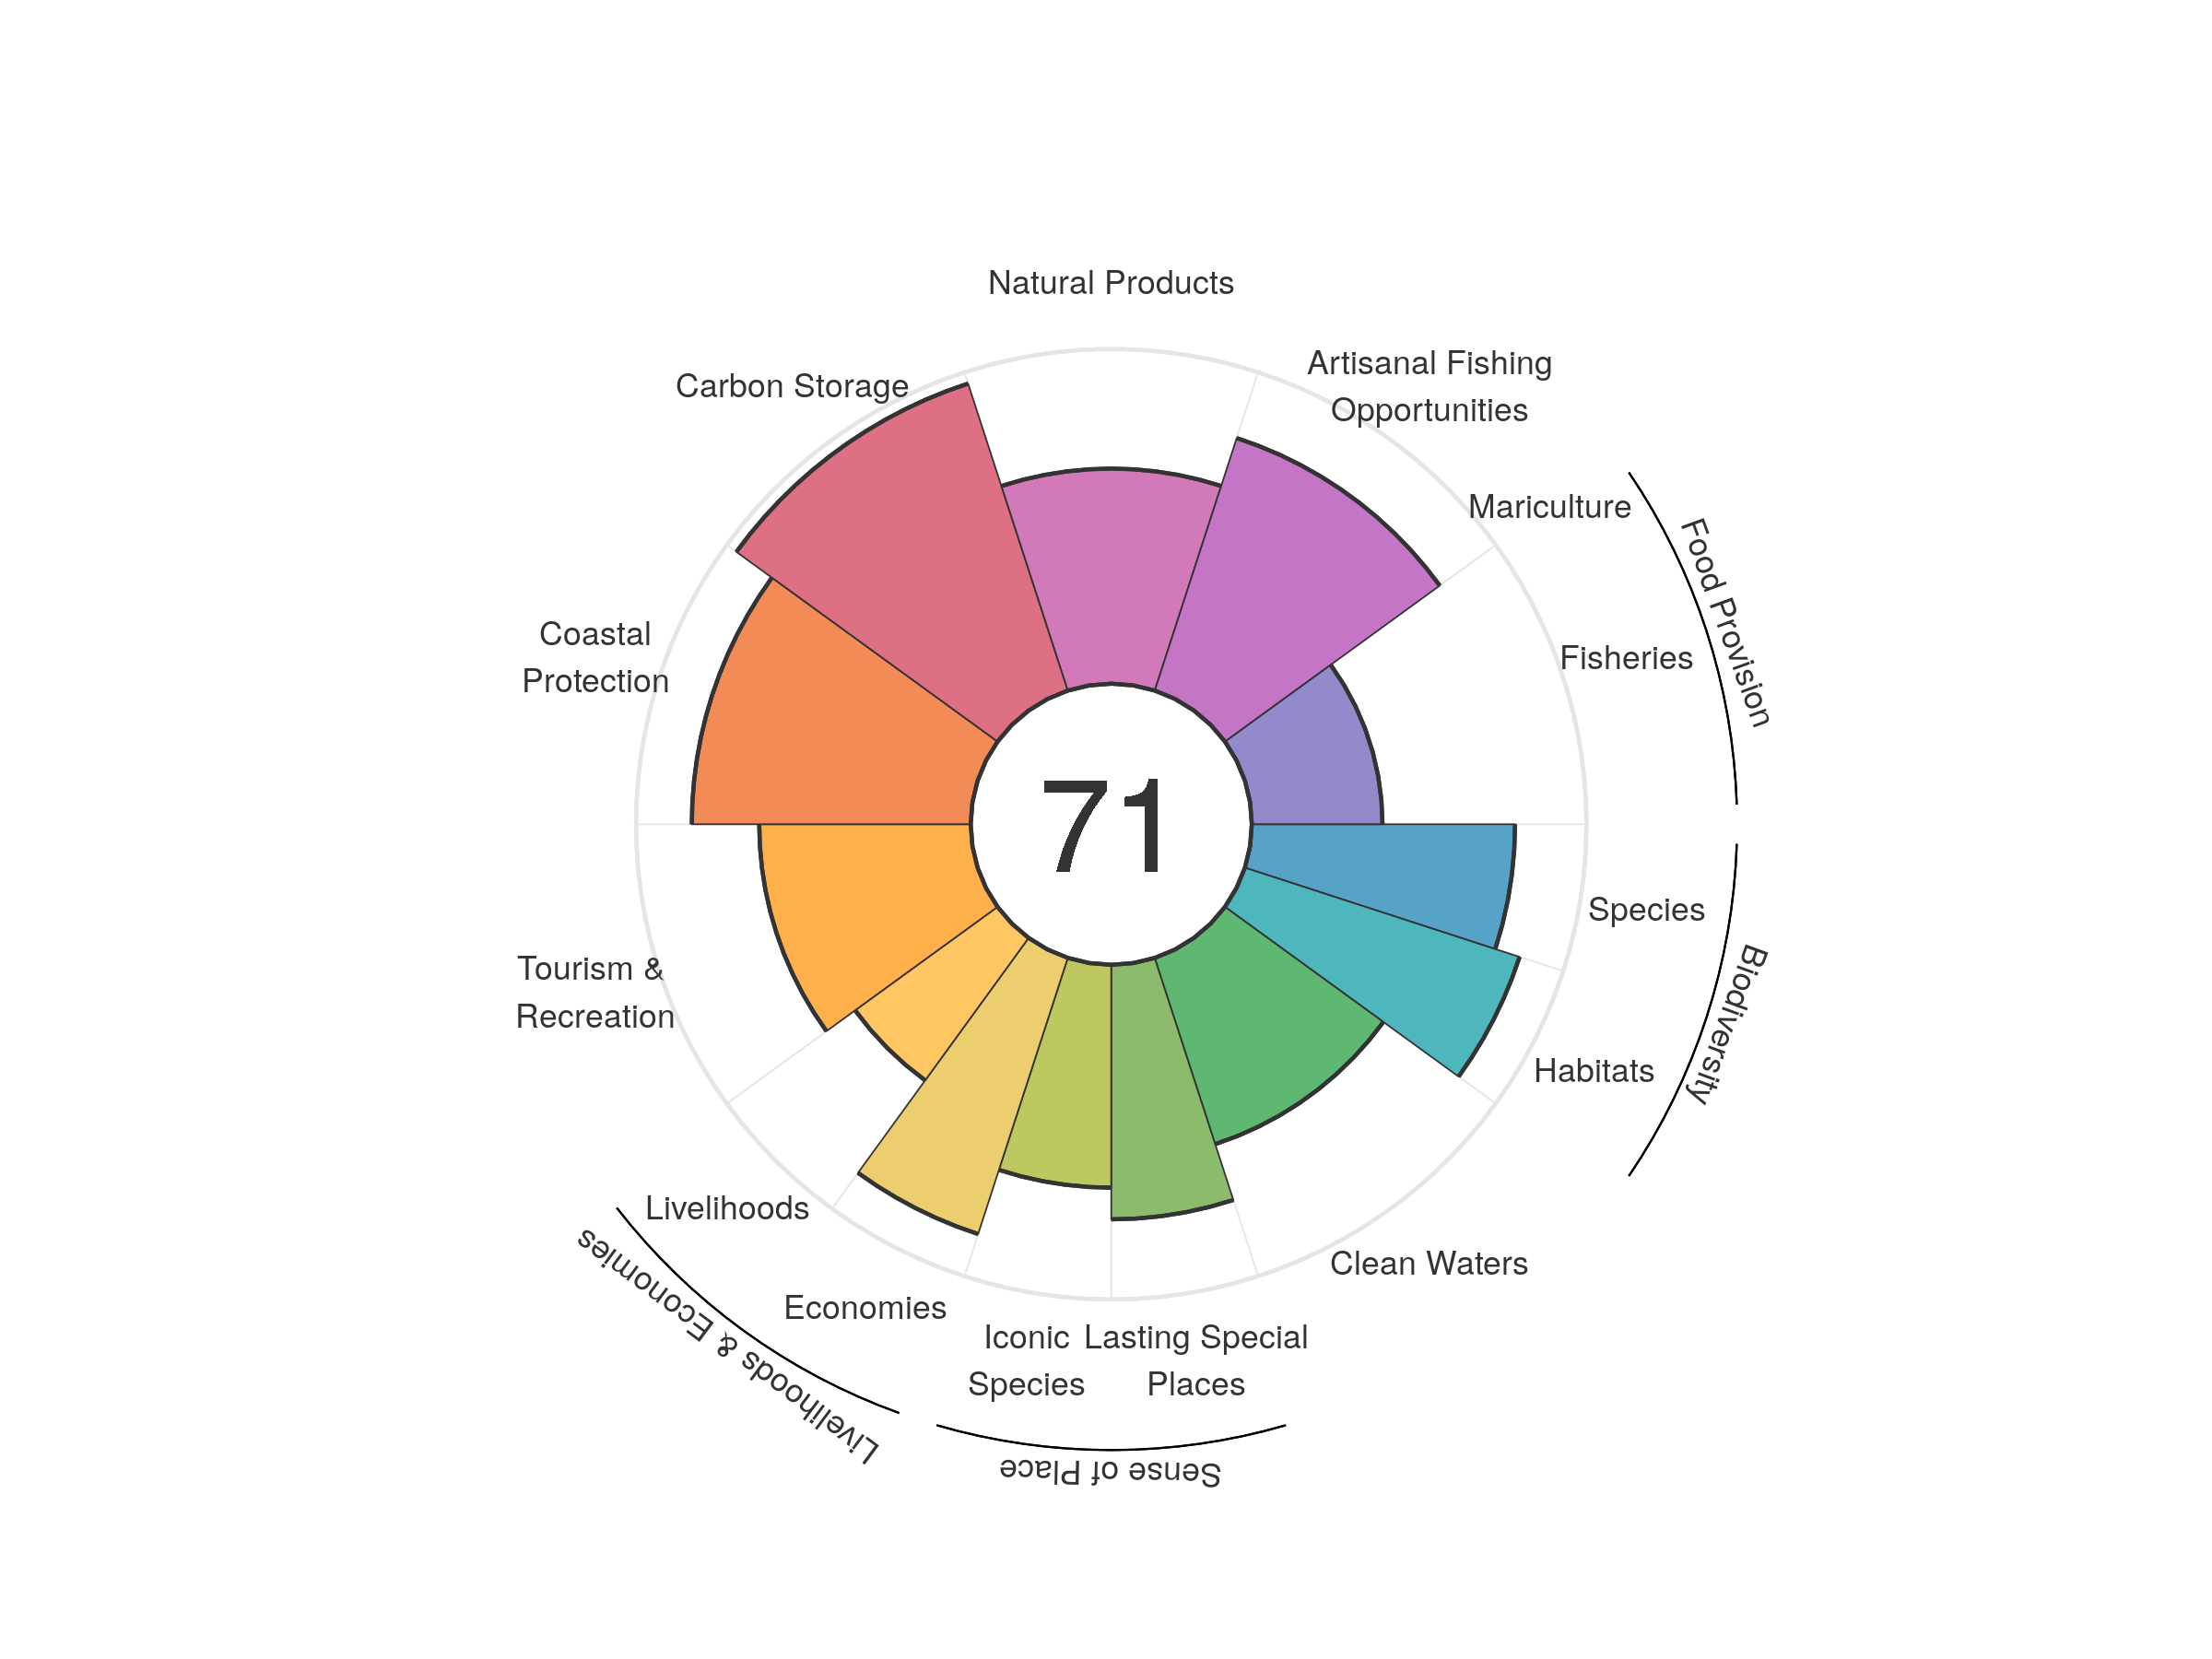 Natural Products
Artisanal Fishing
Opportunities
Carbon Storage
Mariculture
Food Provision
Coastal
Protection
Fisheries
71
Species
Biodiversity
Tourism &
Recreation
Habitats
Livelihoods
Clean Waters
Economies
Livelihoods & Economies
Iconic
Species
Lasting Special
Places
Sense of Place